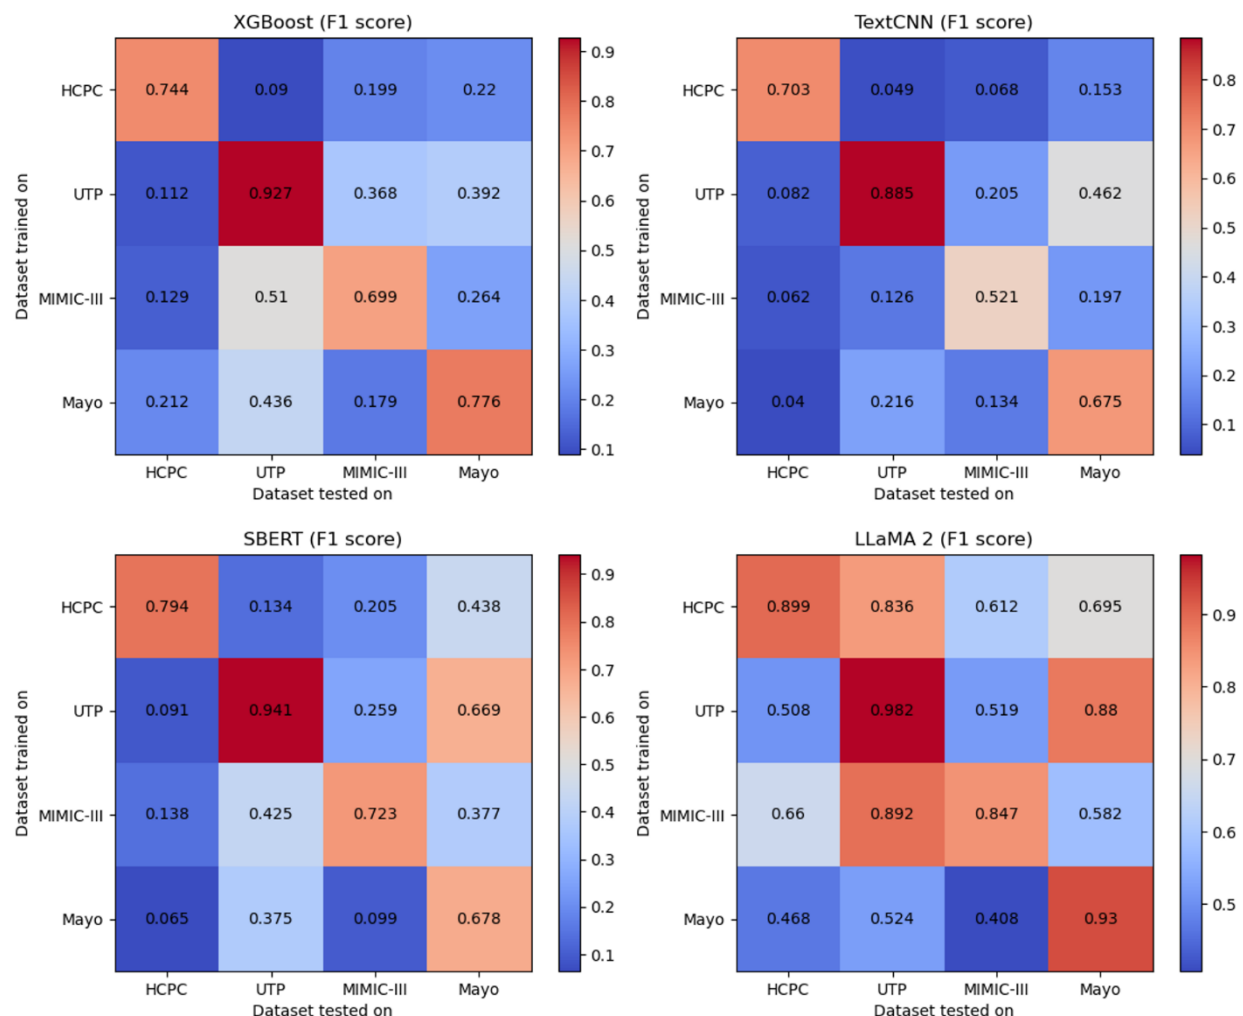 XGBoost (F1 score)
HCPC 0.744 0.09 0.199 0.22
UTP 0.112 0.927 0.368 0.392
MIMIC-III 0.129 0.51 0.699 0.264
Mayo 0.212 0.436 0.179 0.776
HCPC UTP MIMIC-III Mayo
Dataset tested on
Dataset trained on
0.9
0.8
0.7
0.6
0.5
0.4
0.3
0.2
0.1
TextCNN (F1 score)
HCPC 0.703 0.049 0.068 0.153
UTP 0.082 0.885 0.205 0.462
MIMIC-III 0.062 0.126 0.521 0.197
Mayo 0.04 0.216 0.134 0.675
HCPC UTP MIMIC-III Mayo
Dataset tested on
Dataset trained on
0.8
0.7
0.6
0.5
0.4
0.3
0.2
0.1
SBERT (F1 score)
HCPC 0.794 0.134 0.205 0.438
UTP 0.091 0.941 0.259 0.669
MIMIC-III 0.138 0.425 0.723 0.377
Mayo 0.065 0.375 0.099 0.678
HCPC UTP MIMIC-III Mayo
Dataset tested on
Dataset trained on
0.9
0.8
0.7
0.6
0.5
0.4
0.3
0.2
0.1
LLaMA 2 (F1 score)
HCPC 0.899 0.836 0.612 0.695
UTP 0.508 0.982 0.519 0.88
MIMIC-III 0.66 0.892 0.847 0.582
Mayo 0.468 0.524 0.408 0.93
HCPC UTP MIMIC-III Mayo
Dataset tested on
Dataset trained on
0.9
0.8
0.7
0.6
0.5